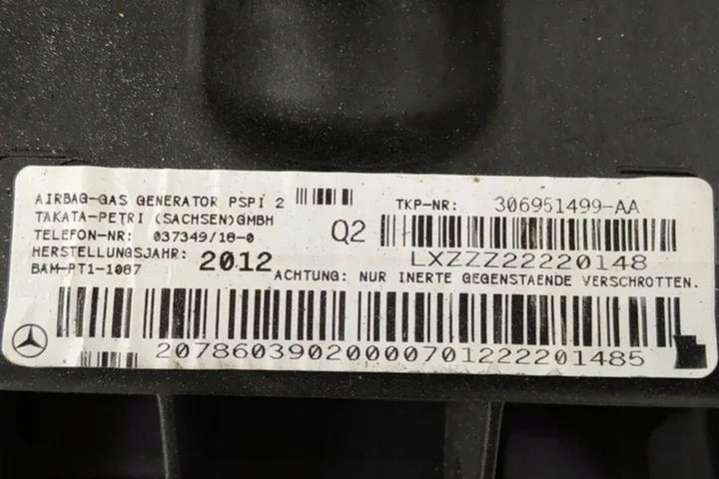 AIRBAG-GAS GENERATOR PSPI 2
TAKATA-PETRI (SACHSEN)GMBH
TELEFON-NR: 037349/18-0
HERSTELLUNGSJAHR: 2012
BAM-PT1-1087
Q2
TKP-NR: 306951499-AA
LXZZZ22220148
ACHTUNG: NUR INERTE GEGENSTAENDE VERSCHROTTEN.
20786039020000701222201485